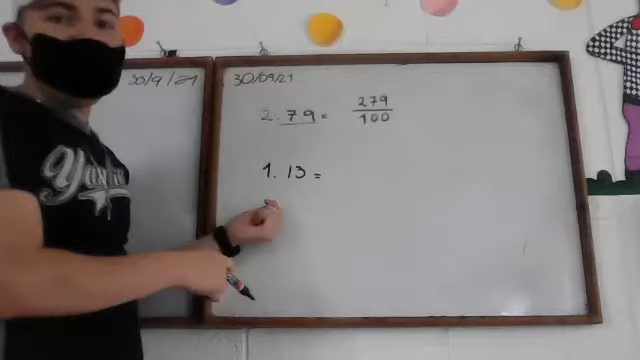 30/9/21
30/09/21
2.79 = 279/100
1.13 =